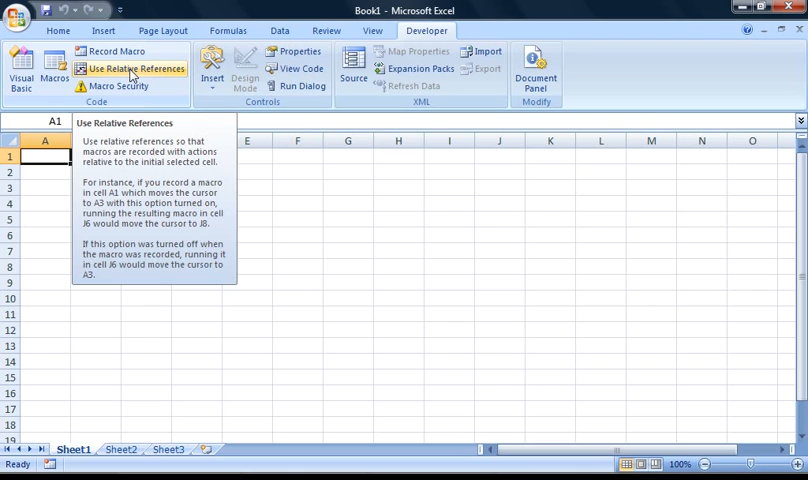 Book1 - Microsoft Excel
Home Insert Page Layout Formulas Data Review View Developer
Visual Basic
Macros
Record Macro
Use Relative References
Macro Security
Code
Insert
Design Mode
Properties
View Code
Run Dialog
Controls
Source
Map Properties
Expansion Packs
Refresh Data
Import
Export
XML
Document Panel
Modify
A1
Use Relative References
Use relative references so that
macros are recorded with actions
relative to the initial selected cell.
For instance, if you record a macro
in cell A1 which moves the cursor
to A3 with this option turned on,
running the resulting macro in cell
J6 would move the cursor to J8.
If this option was turned off when
the macro was recorded, running it
in cell J6 would move the cursor to
A3.
A E F G H I J K L M N O
1
2
3
4
5
6
7
8
9
10
11
12
13
14
15
16
17
18
19
Sheet1 Sheet2 Sheet3
Ready 100%